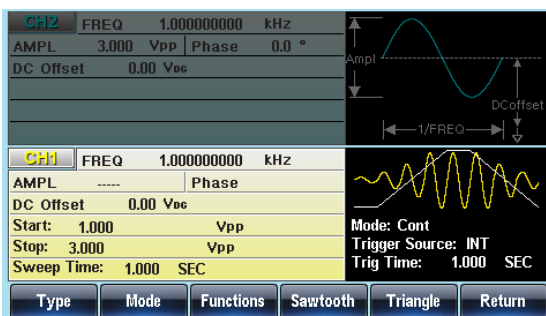 CH2 FREQ 1.000000000 kHz
AMPL 3.000 Vpp Phase 0.0 °
DC Offset 0.00 VDC
Ampl
DCoffset
1/FREQ
CH1 FREQ 1.000000000 kHz
AMPL ----- Phase
DC Offset 0.00 VDC
Start: 1.000 Vpp
Stop: 3.000 Vpp
Sweep Time: 1.000 SEC
Mode: Cont
Trigger Source: INT
Trig Time: 1.000 SEC
Type Mode Functions Sawtooth Triangle Return